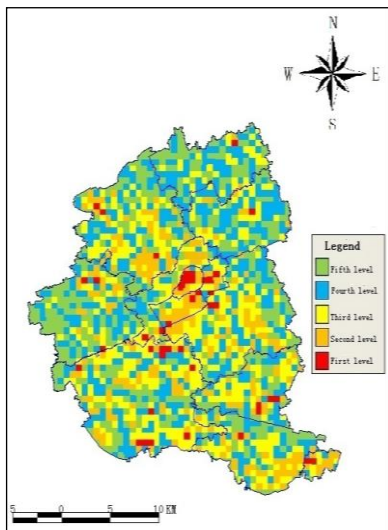 N
W E
S
Legend
Fifth level
Fourth level
Third level
Second level
First level
5 0 5 10 KM